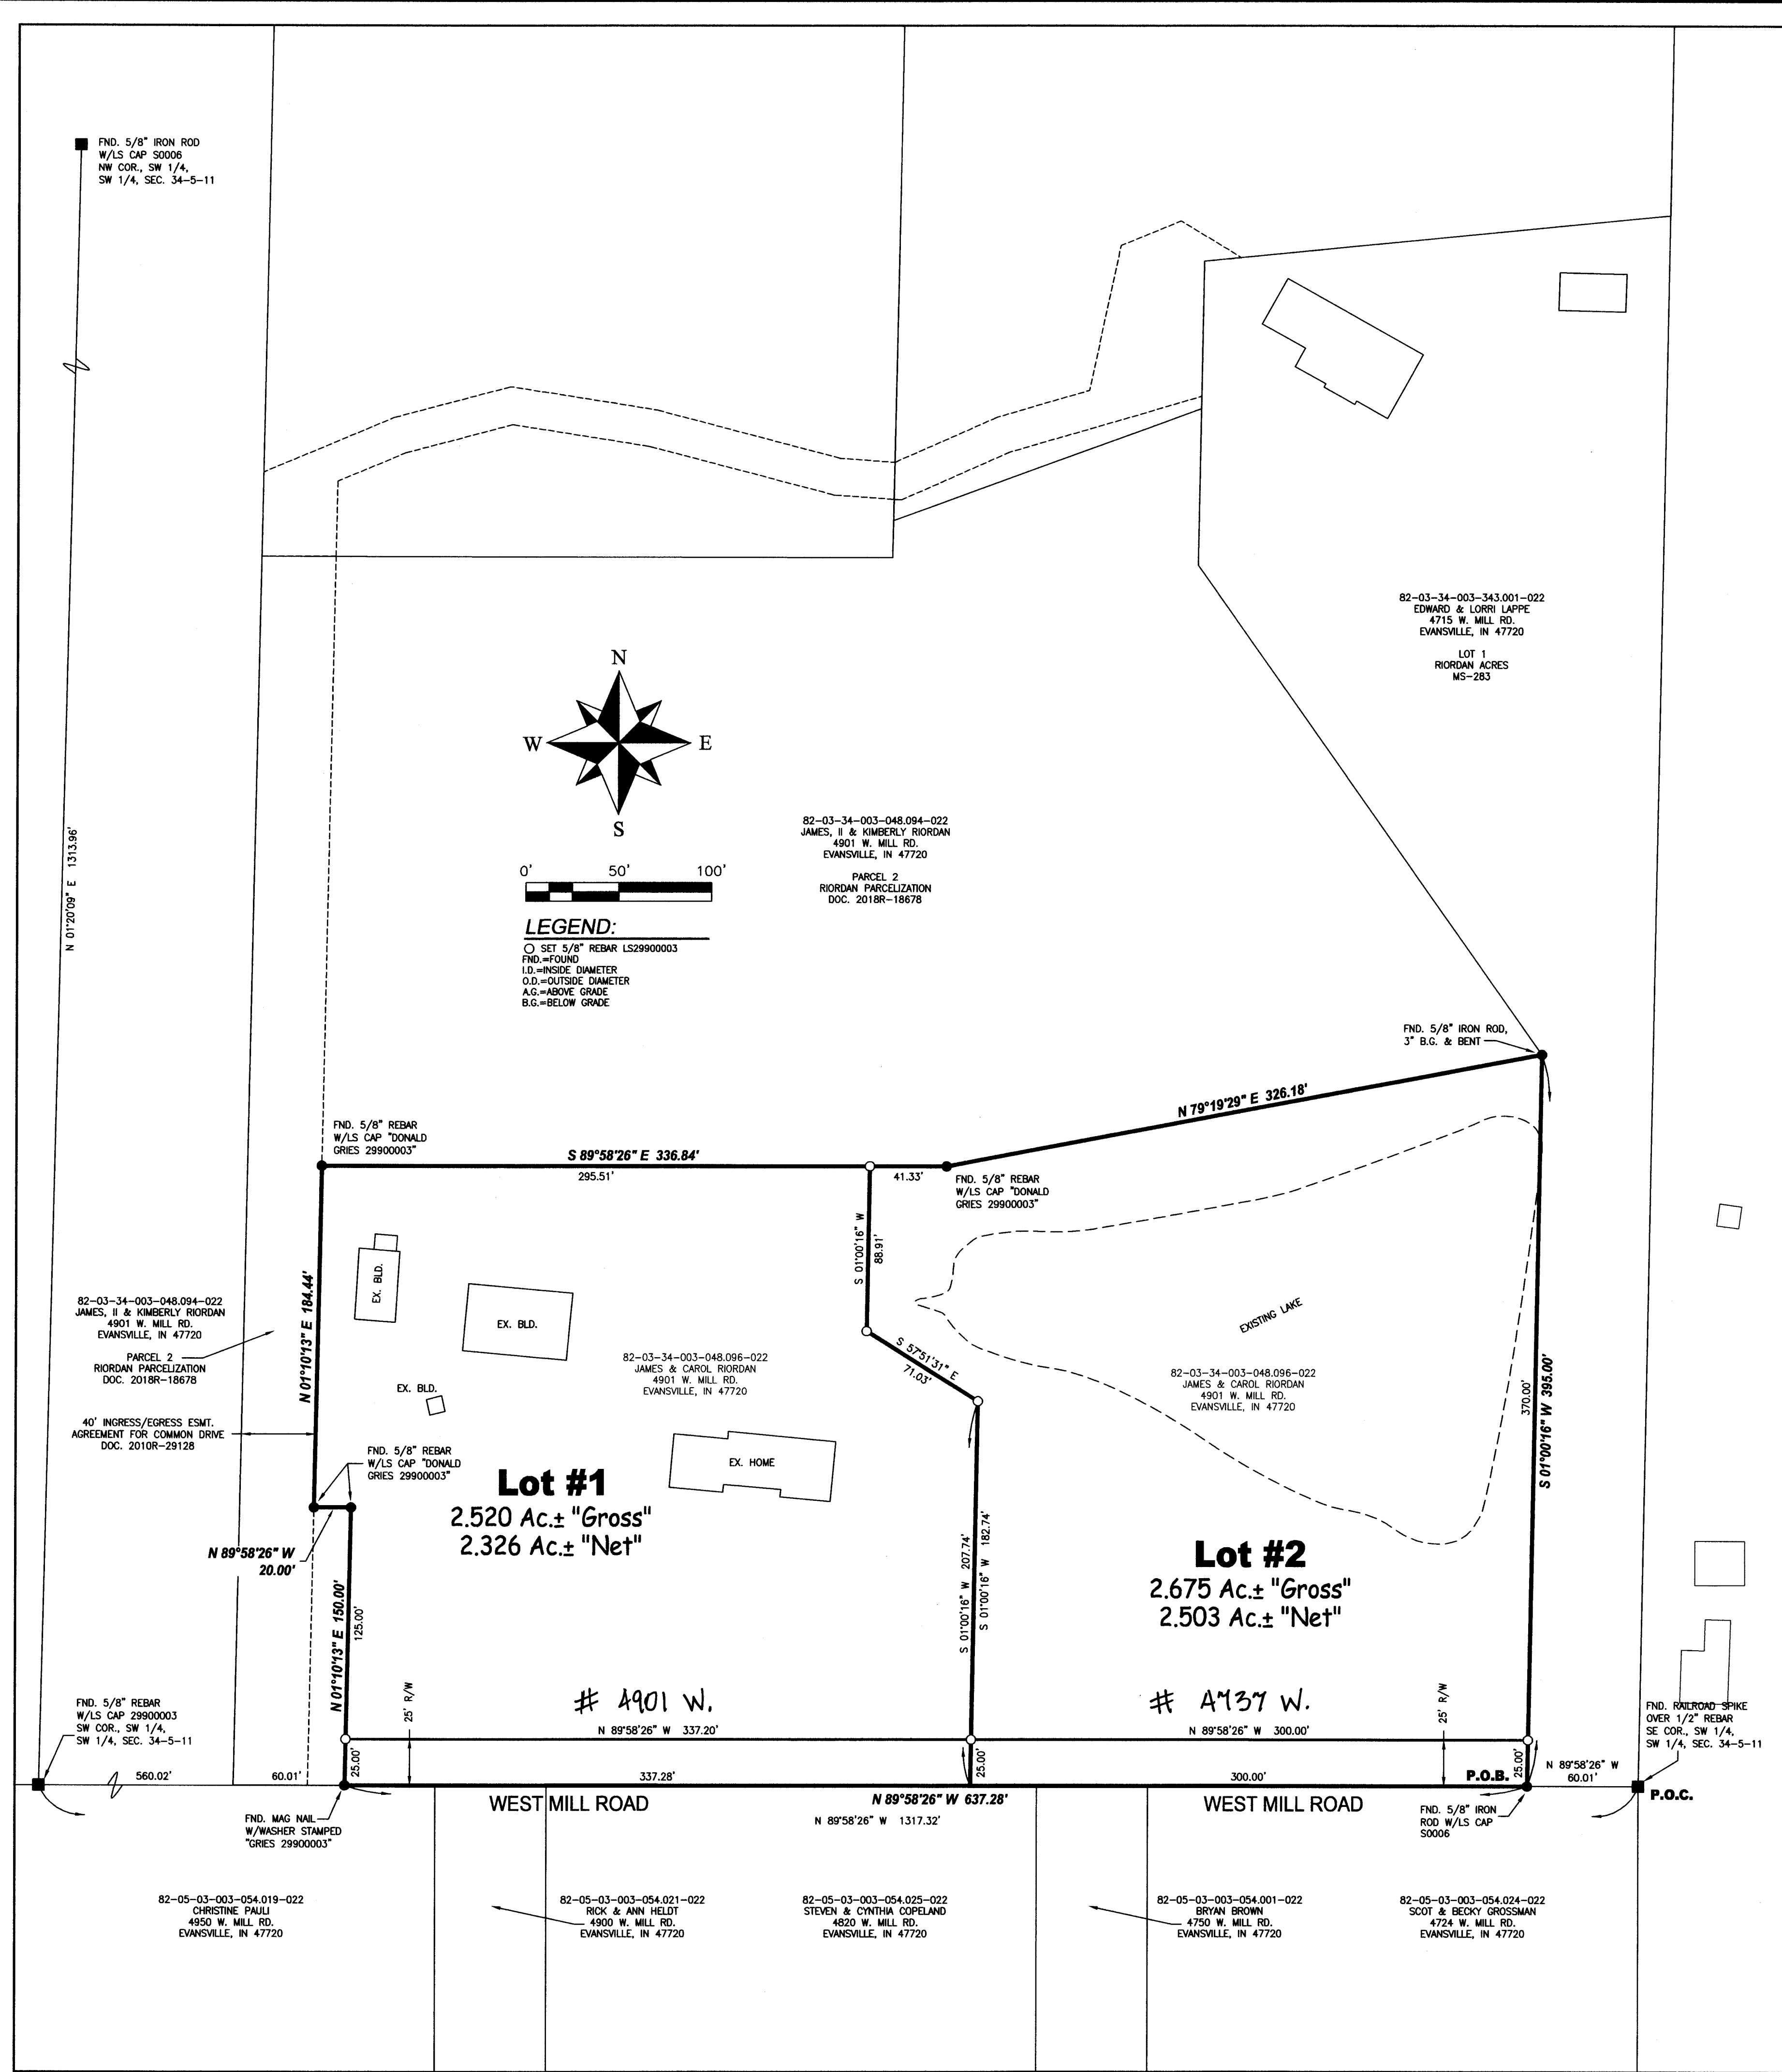 FND. 5/8" IRON ROD
W/LS CAP S0006
NW COR., SW 1/4,
SW 1/4, SEC. 34-5-11
N 01°20'09" E 1313.96'
82-03-34-003-343.001-022
EDWARD & LORRI LAPPE
4715 W. MILL RD.
EVANSVILLE, IN 47720
LOT 1
RIORDAN ACRES
MS-283
N
W
E
S
0' 50' 100'
LEGEND:
SET 5/8" REBAR LS29900003
FND.=FOUND
I.D.=INSIDE DIAMETER
O.D.=OUTSIDE DIAMETER
A.G.=ABOVE GRADE
B.G.=BELOW GRADE
82-03-34-003-048.094-022
JAMES, II & KIMBERLY RIORDAN
4901 W. MILL RD.
EVANSVILLE, IN 47720
PARCEL 2
RIORDAN PARCELIZATION
DOC. 2018R-18678
FND. 5/8" IRON ROD,
3" B.G. & BENT
N 79°19'29" E 326.18'
FND. 5/8" REBAR
W/LS CAP "DONALD
GRIES 29900003"
S 89°58'26" E 336.84'
295.51'
41.33'
FND. 5/8" REBAR
W/LS CAP "DONALD
GRIES 29900003"
S 01°00'16" W
88.91'
N 01°10'13" E 184.44'
EX. BLD.
EX. BLD.
EX. BLD.
S 57°51'31" E
71.03'
EXISTING LAKE
82-03-34-003-048.094-022
JAMES, II & KIMBERLY RIORDAN
4901 W. MILL RD.
EVANSVILLE, IN 47720
PARCEL 2
RIORDAN PARCELIZATION
DOC. 2018R-18678
40' INGRESS/EGRESS ESMT.
AGREEMENT FOR COMMON DRIVE
DOC. 2010R-29128
82-03-34-003-048.096-022
JAMES & CAROL RIORDAN
4901 W. MILL RD.
EVANSVILLE, IN 47720
82-03-34-003-048.096-022
JAMES & CAROL RIORDAN
4901 W. MILL RD.
EVANSVILLE, IN 47720
370.00'
S 01°00'16" W 395.00'
FND. 5/8" REBAR
W/LS CAP "DONALD
GRIES 29900003"
EX. HOME
Lot #1
2.520 Ac.± "Gross"
2.326 Ac.± "Net"
N 89°58'26" W
20.00'
N 01°10'13" E 150.00'
125.00'
S 01°00'16" W 207.74'
S 01°00'16" W 182.74'
Lot #2
2.675 Ac.± "Gross"
2.503 Ac.± "Net"
FND. 5/8" REBAR
W/LS CAP 29900003
SW COR., SW 1/4,
SW 1/4, SEC. 34-5-11
25' R/W
# 4901 W.
# 4737 W.
25' R/W
FND. RAILROAD SPIKE
OVER 1/2" REBAR
SE COR., SW 1/4,
SW 1/4, SEC. 34-5-11
N 89°58'26" W 337.20'
N 89°58'26" W 300.00'
560.02'
60.01'
25.00'
337.28'
25.00'
300.00'
P.O.B.
25.00'
N 89°58'26" W
60.01'
P.O.C.
WEST MILL ROAD
N 89°58'26" W 637.28'
WEST MILL ROAD
N 89°58'26" W 1317.32'
FND. MAG NAIL
W/WASHER STAMPED
"GRIES 29900003"
FND. 5/8" IRON
ROD W/LS CAP
S0006
82-05-03-003-054.019-022
CHRISTINE PAULI
4950 W. MILL RD.
EVANSVILLE, IN 47720
82-05-03-003-054.021-022
RICK & ANN HELDT
4900 W. MILL RD.
EVANSVILLE, IN 47720
82-05-03-003-054.025-022
STEVEN & CYNTHIA COPELAND
4820 W. MILL RD.
EVANSVILLE, IN 47720
82-05-03-003-054.001-022
BRYAN BROWN
4750 W. MILL RD.
EVANSVILLE, IN 47720
82-05-03-003-054.024-022
SCOT & BECKY GROSSMAN
4724 W. MILL RD.
EVANSVILLE, IN 47720